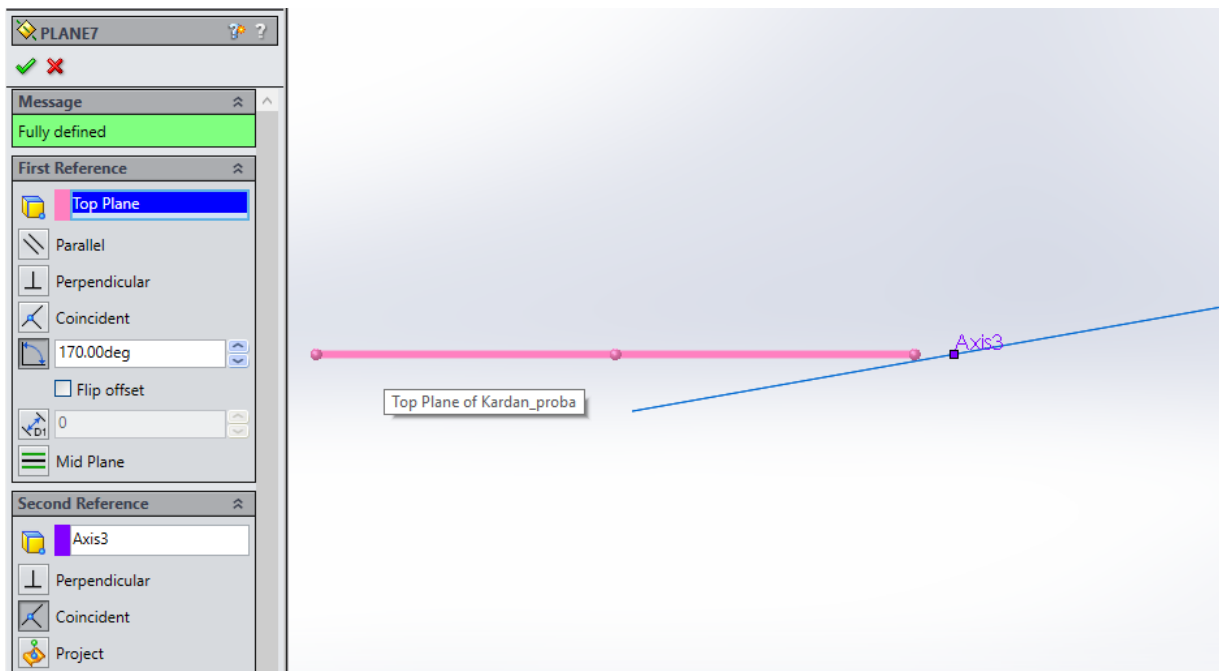 PLANE7
Message
Fully defined
First Reference
Top Plane
Parallel
Perpendicular
Coincident
170.00deg
Flip offset
D1
0
Mid Plane
Second Reference
Axis3
Perpendicular
Coincident
Project
Axis3
Top Plane of Kardan_proba